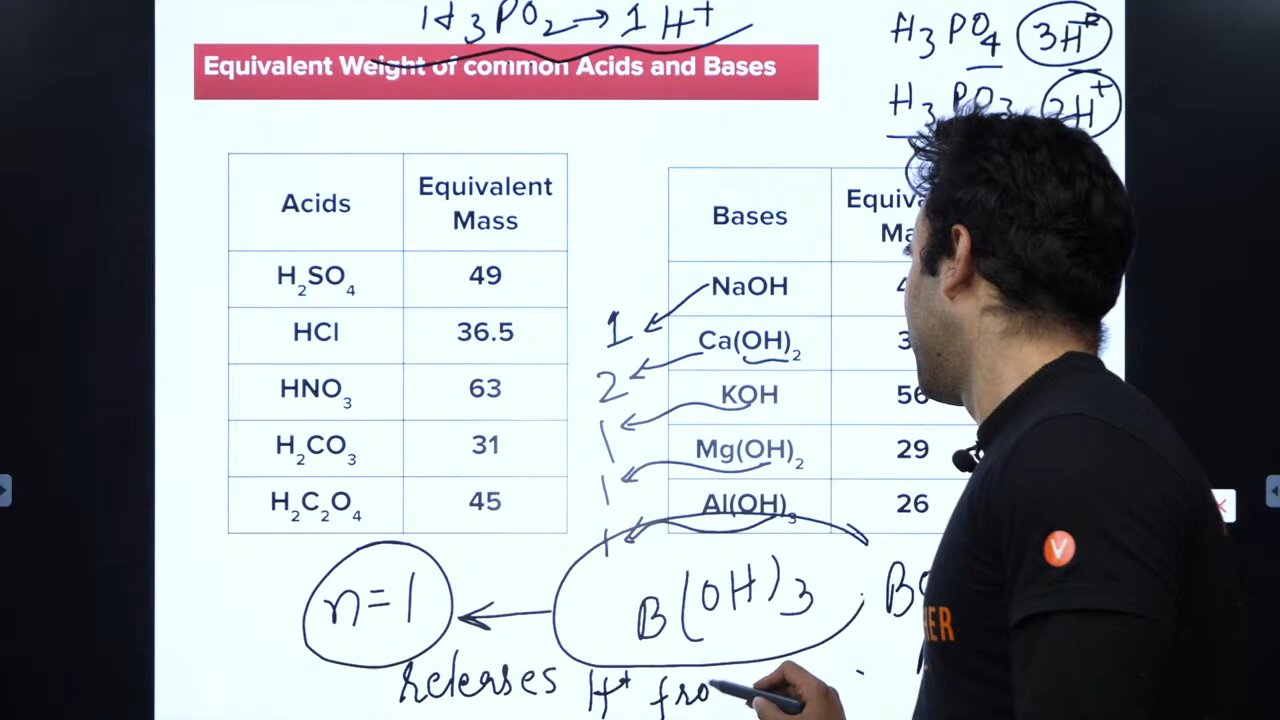 H3PO2 → 1 H+
H3PO4 3H+
H3PO3 2H+
Equivalent Weight of common Acids and Bases
Acids Equivalent Mass
H2SO4 49
HCl 36.5
HNO3 63
H2CO3 31
H2C2O4 45
Bases
NaOH
Ca(OH)2
KOH 56
Mg(OH)2 29
Al(OH)3 26
1
2
1
1
1
n=1 ← B(OH)3
releases H+ fro
V